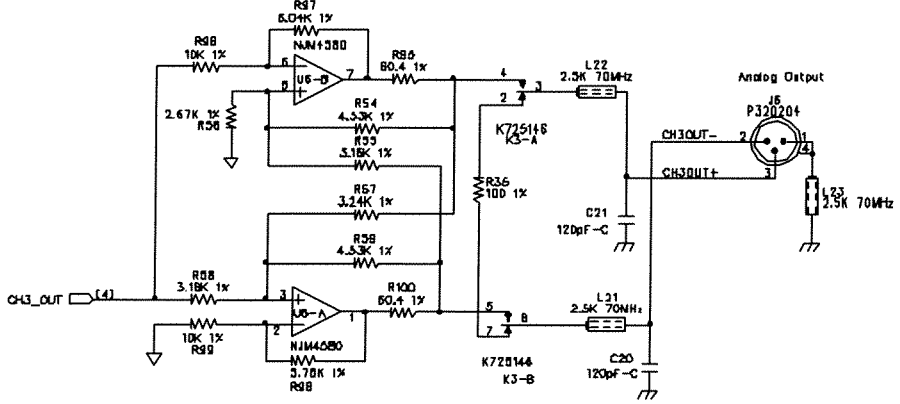 R97
6.04K 1%
NJM4580
R96
10K 1%
6
U6-B
7
5
R95
60.4 1%
4
3
2
L22
2.5K 70MHz
Analog Output
J6
P320204
2.67K 1%
R56
R54
4.53K 1%
R55
3.16K 1%
K725146
K3-A
CH3OUT-
2
1
4
3
CH3OUT+
R36
100 1%
R57
3.24K 1%
L23
2.5K 70MHz
C21
120pF-C
R58
4.53K 1%
CH3_OUT
[4]
3.16K 1%
3
U6-A
1
2
R100
60.4 1%
5
8
7
L21
2.5K 70MHz
10K 1%
R99
NJM4580
5.76K 1%
R98
K725146
K3-B
C20
120pF-C